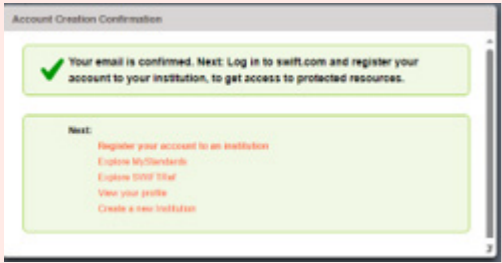 Account Creation Confirmation
Your email is confirmed. Next: Log in to swift.com and register your
account to your institution, to get access to protected resources.
Next:
Register your account to an institution
Explore MyStandards
Explore SWIFTRef
View your profile
Create a new Institution